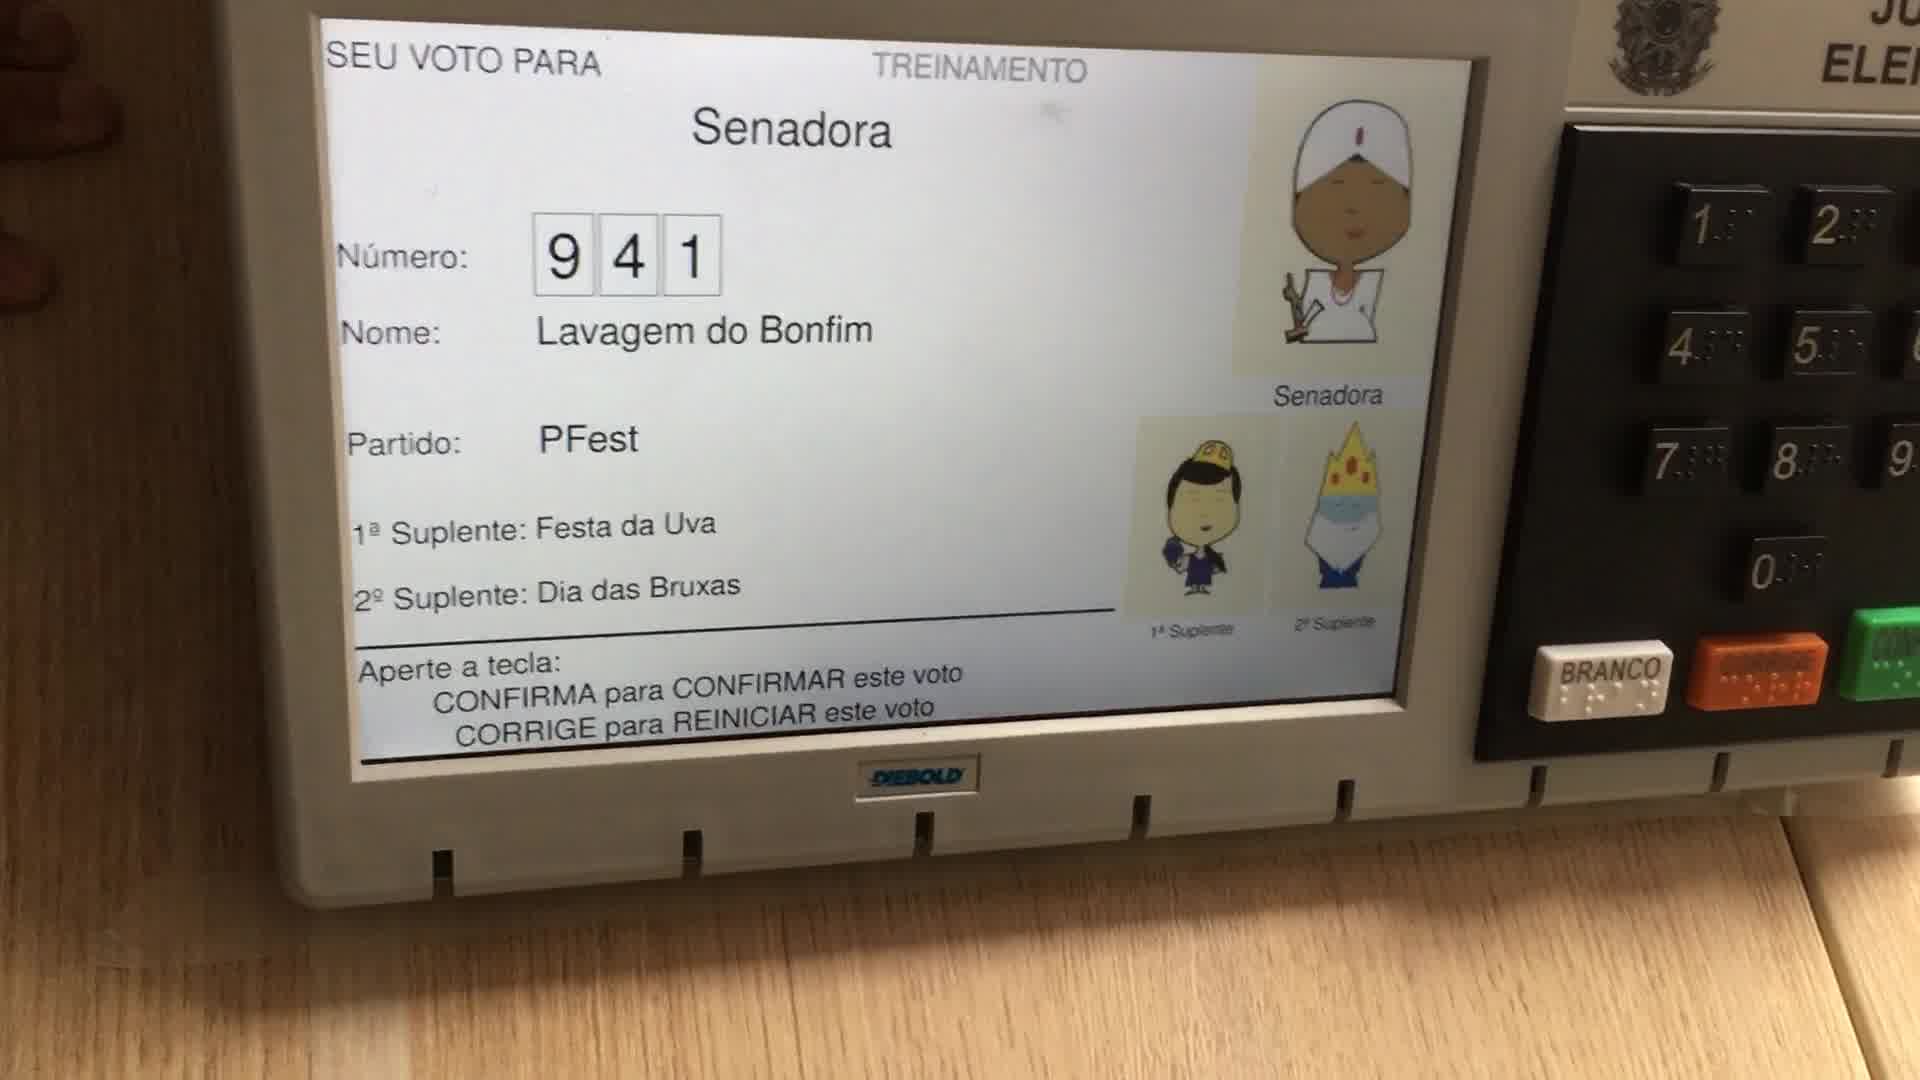 SEU VOTO PARA
TREINAMENTO
Senadora
Número: 9 4 1
Nome: Lavagem do Bonfim
Partido: PFest
1ª Suplente: Festa da Uva
2º Suplente: Dia das Bruxas
Senadora
1ª Suplente
2º Suplente
Aperte a tecla:
CONFIRMA para CONFIRMAR este voto
CORRIGE para REINICIAR este voto
DIEBOLD
1 2
4 5
7 8 9
0
BRANCO
CORRIGE